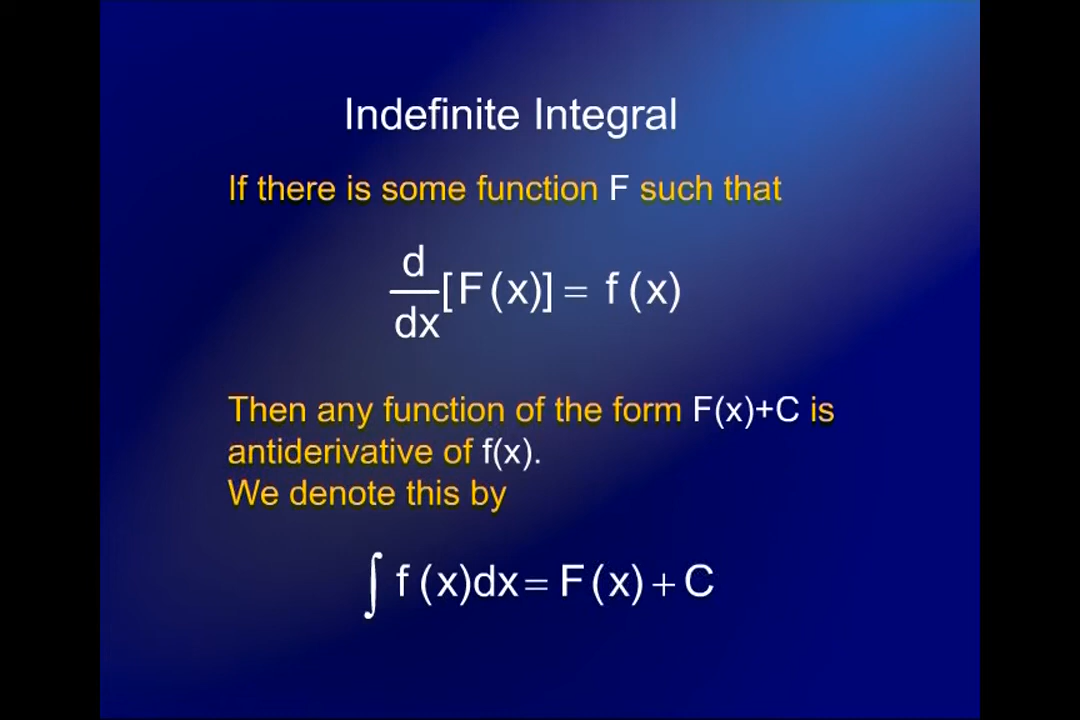 Indefinite Integral
If there is some function F such that
d/dx [F(x)] = f(x)
Then any function of the form F(x)+C is
antiderivative of f(x).
We denote this by
∫ f(x)dx = F(x) + C